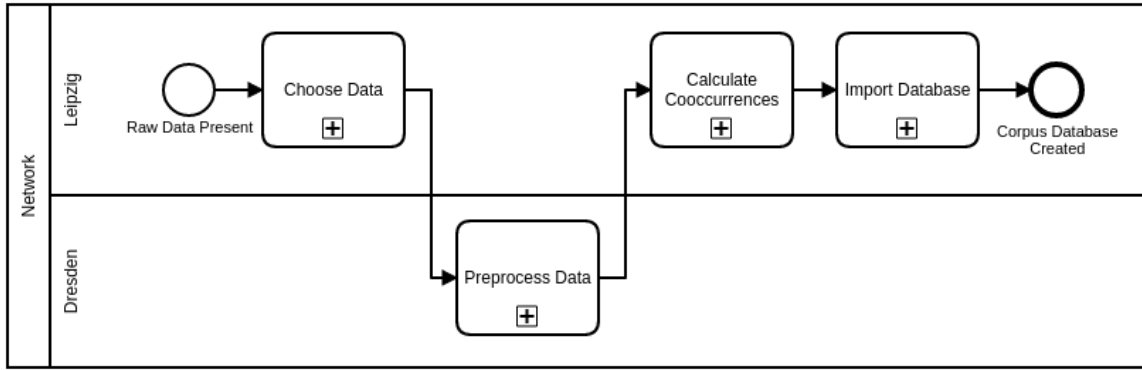 Network
Leipzig
Raw Data Present
Choose Data
Calculate
Cooccurrences
Import Database
Corpus Database
Created
Dresden
Preprocess Data